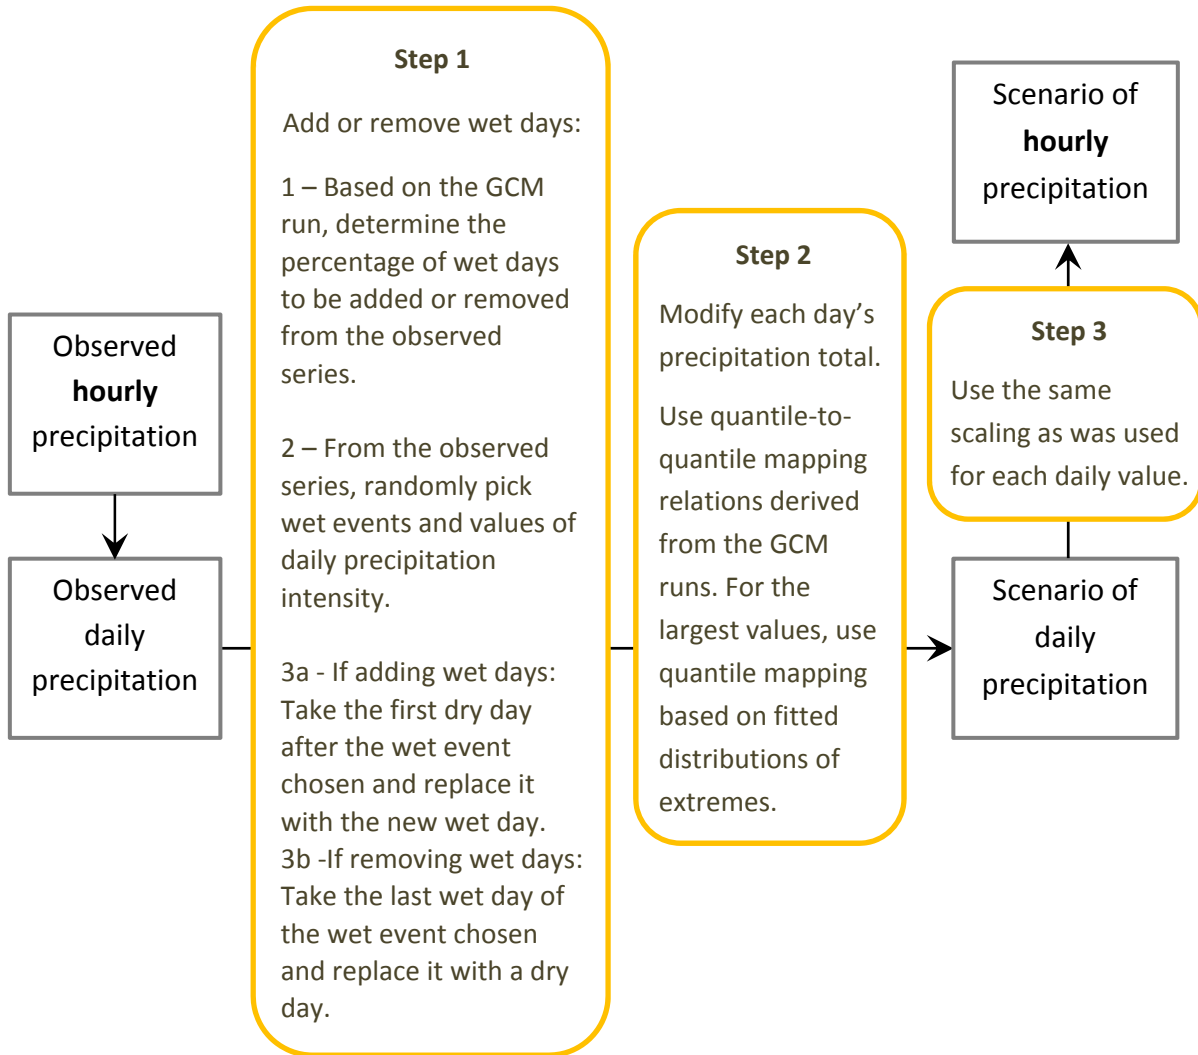 Observed
hourly
precipitation
Observed
daily
precipitation
Step 1
Add or remove wet days:
1 – Based on the GCM
run, determine the
percentage of wet days
to be added or removed
from the observed
series.
2 – From the observed
series, randomly pick
wet events and values of
daily precipitation
intensity.
3a - If adding wet days:
Take the first dry day
after the wet event
chosen and replace it
with the new wet day.
3b -If removing wet days:
Take the last wet day of
the wet event chosen
and replace it with a dry
day.
Step 2
Modify each day’s
precipitation total.
Use quantile-to-
quantile mapping
relations derived
from the GCM
runs. For the
largest values, use
quantile mapping
based on fitted
distributions of
extremes.
Scenario of
hourly
precipitation
Step 3
Use the same
scaling as was used
for each daily value.
Scenario of
daily
precipitation